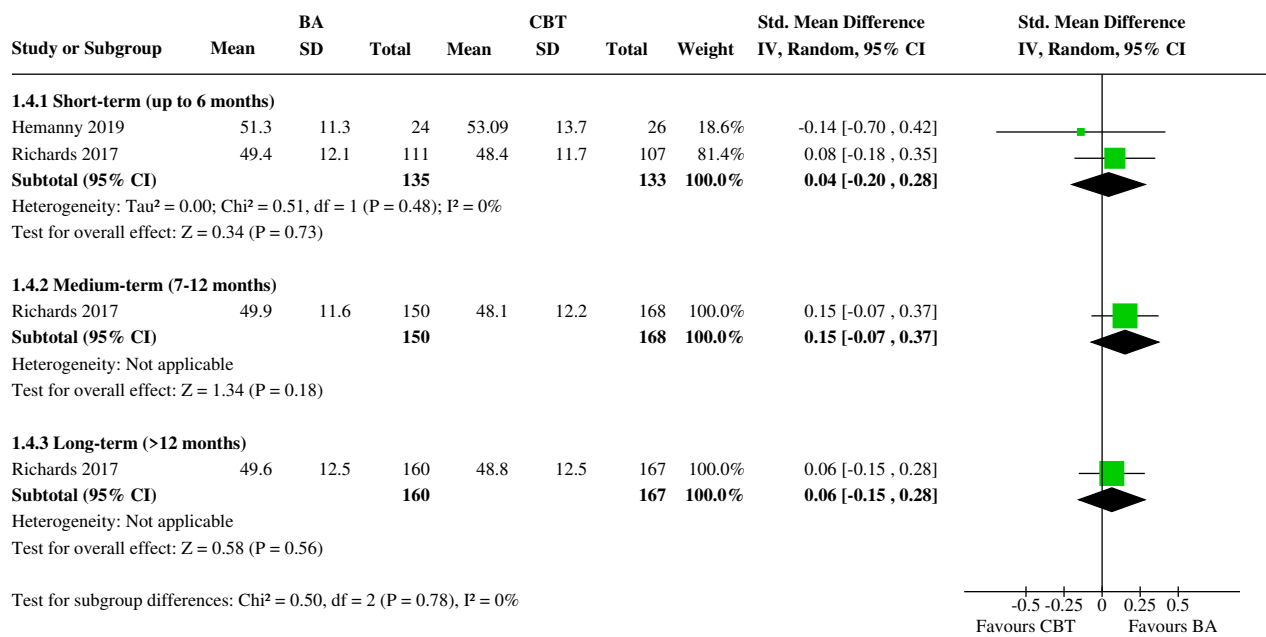 BA CBT Std. Mean Difference Std. Mean Difference
Study or Subgroup Mean SD Total Mean SD Total Weight IV, Random, 95% CI IV, Random, 95% CI
1.4.1 Short-term (up to 6 months)
Hemanny 2019 51.3 11.3 24 53.09 13.7 26 18.6% -0.14 [-0.70 , 0.42]
Richards 2017 49.4 12.1 111 48.4 11.7 107 81.4% 0.08 [-0.18 , 0.35]
Subtotal (95% CI) 135 133 100.0% 0.04 [-0.20 , 0.28]
Heterogeneity: Tau² = 0.00; Chi² = 0.51, df = 1 (P = 0.48); I² = 0%
Test for overall effect: Z = 0.34 (P = 0.73)
1.4.2 Medium-term (7-12 months)
Richards 2017 49.9 11.6 150 48.1 12.2 168 100.0% 0.15 [-0.07 , 0.37]
Subtotal (95% CI) 150 168 100.0% 0.15 [-0.07 , 0.37]
Heterogeneity: Not applicable
Test for overall effect: Z = 1.34 (P = 0.18)
1.4.3 Long-term (>12 months)
Richards 2017 49.6 12.5 160 48.8 12.5 167 100.0% 0.06 [-0.15 , 0.28]
Subtotal (95% CI) 160 167 100.0% 0.06 [-0.15 , 0.28]
Heterogeneity: Not applicable
Test for overall effect: Z = 0.58 (P = 0.56)
Test for subgroup differences: Chi² = 0.50, df = 2 (P = 0.78), I² = 0%
-0.5 -0.25 0 0.25 0.5
Favours CBT Favours BA